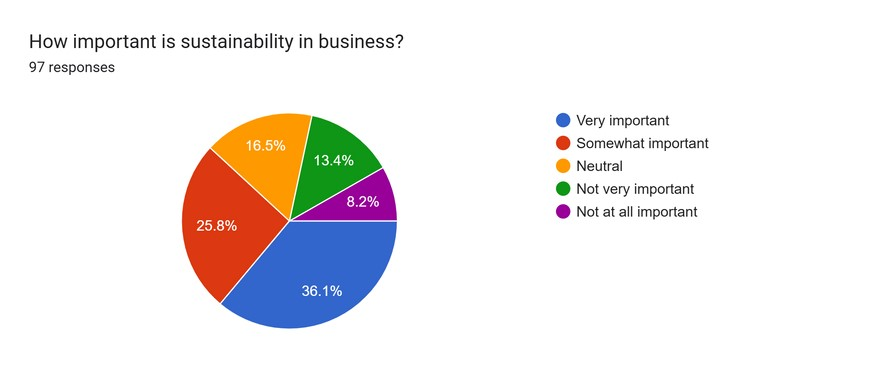 How important is sustainability in business?
97 responses
16.5%
13.4%
8.2%
25.8%
36.1%
Very important
Somewhat important
Neutral
Not very important
Not at all important